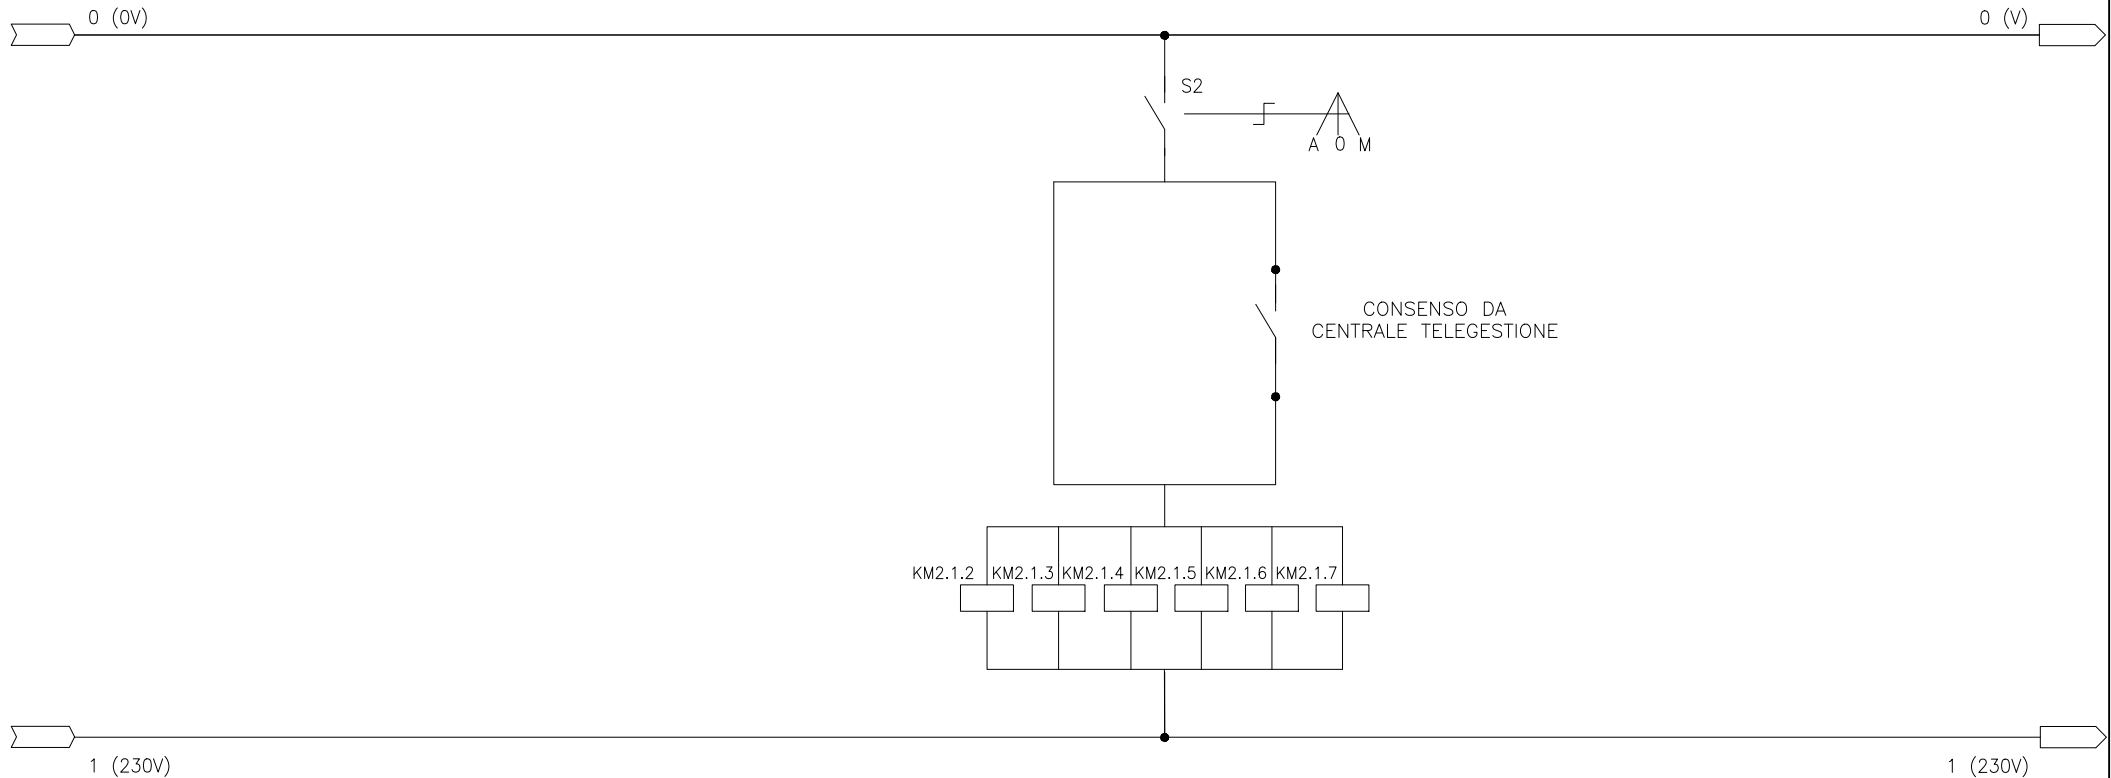 0 (0V)
0 (V)
S2
A 0 M
CONSENSO DA
CENTRALE TELEGESTIONE
KM2.1.2 KM2.1.3 KM2.1.4 KM2.1.5 KM2.1.6 KM2.1.7
1 (230V)
1 (230V)